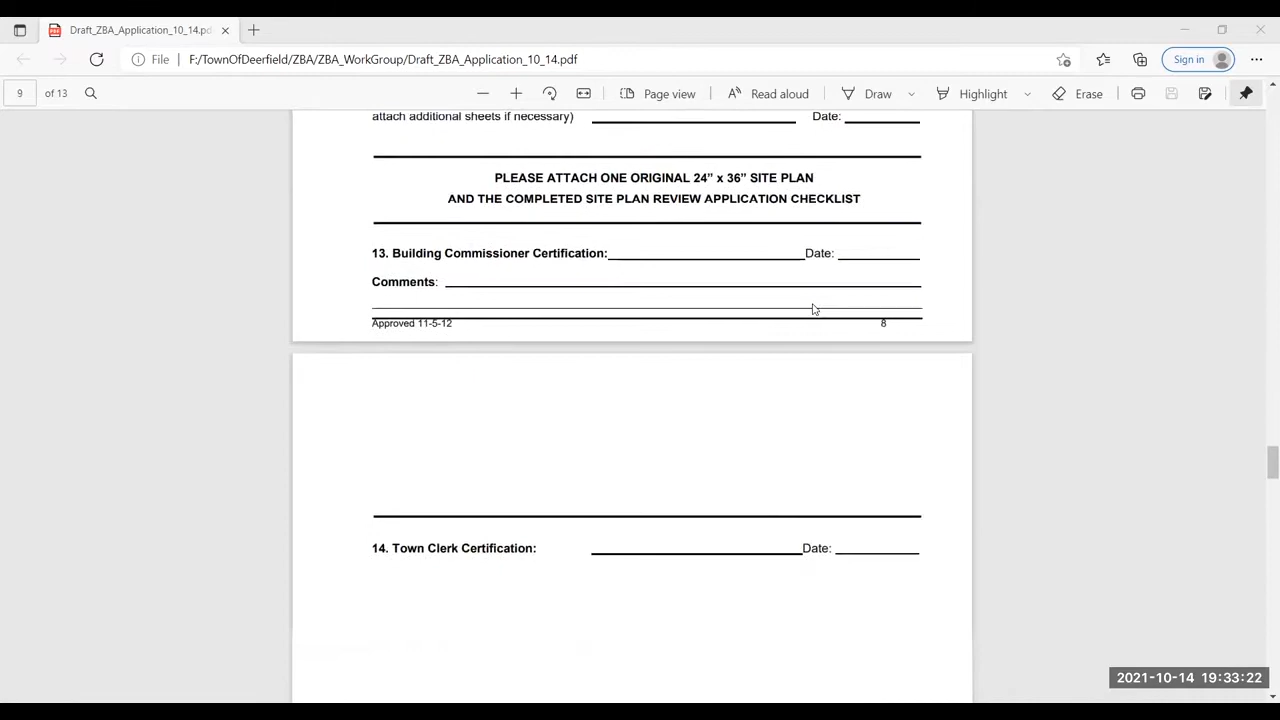 Draft_ZBA_Application_10_14.pd
File F:/TownOfDeerfield/ZBA/ZBA_WorkGroup/Draft_ZBA_Application_10_14.pdf Sign in
9 of 13 Page view Read aloud Draw Highlight Erase
attach additional sheets if necessary) Date:
PLEASE ATTACH ONE ORIGINAL 24” x 36” SITE PLAN
AND THE COMPLETED SITE PLAN REVIEW APPLICATION CHECKLIST
13. Building Commissioner Certification: Date:
Comments:
Approved 11-5-12 8
14. Town Clerk Certification: Date:
2021-10-14 19:33:22